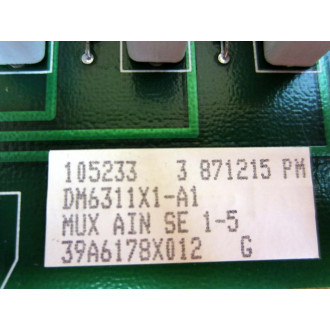 105233 3 871215 PM
DM6311X1-A1
MUX AIN SE 1-5
39A6178X012 G